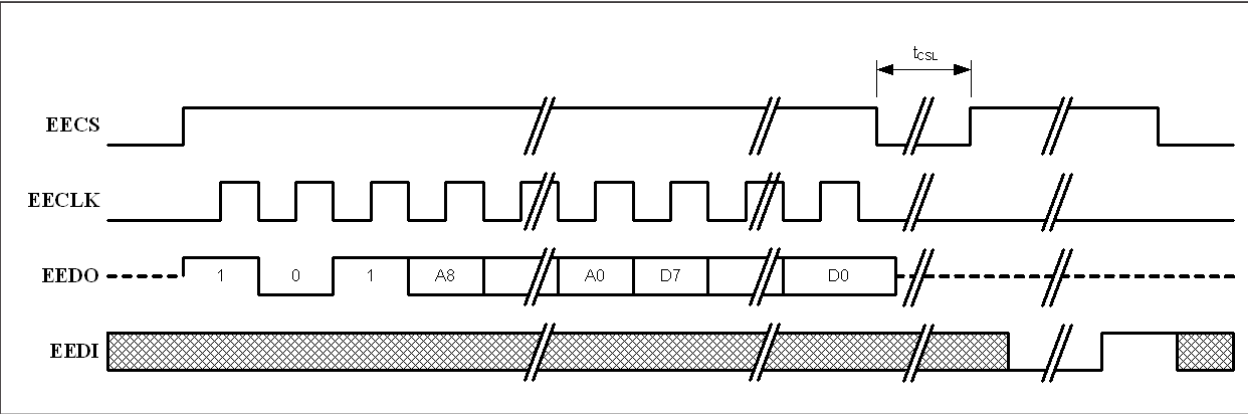 tCSL
EECS
EECLK
EEDO 1 0 1 A8 A0 D7 D0
EEDI